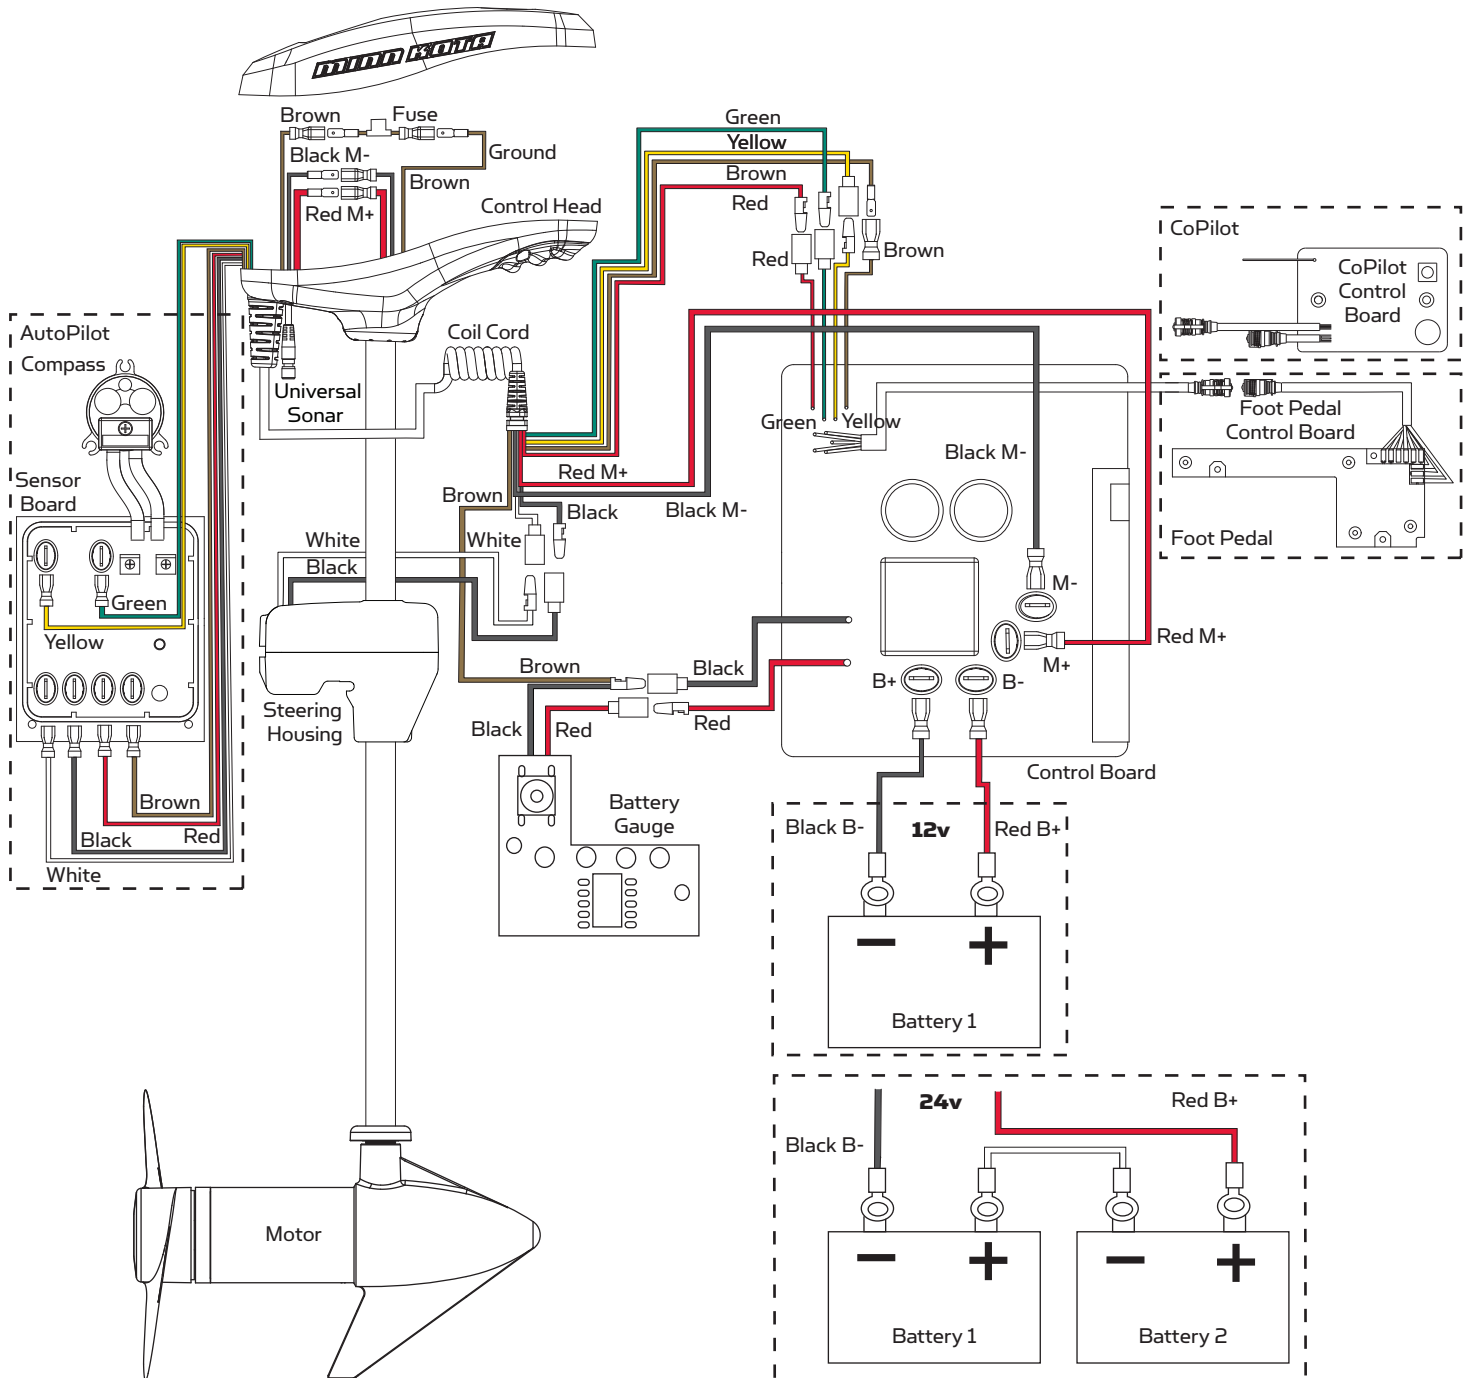 MINN KOTA
Brown
Fuse
Black M-
Ground
Brown
Red M+
Control Head
Green
Yellow
Brown
Red
Red
Brown
CoPilot
CoPilot
Control
Board
AutoPilot
Compass
Coil Cord
Universal
Sonar
Green
Yellow
Foot Pedal
Control Board
Foot Pedal
Black M-
Red M+
Black M-
Sensor
Board
Brown
Black
White
White
Black
Green
Yellow
M-
M+
Red M+
Brown
Black
B+
B-
Steering
Housing
Black
Red
Red
Control Board
Brown
Black
Red
White
Battery
Gauge
Black B-
12v
Red B+
Battery 1
24v
Red B+
Black B-
Motor
Battery 1
Battery 2